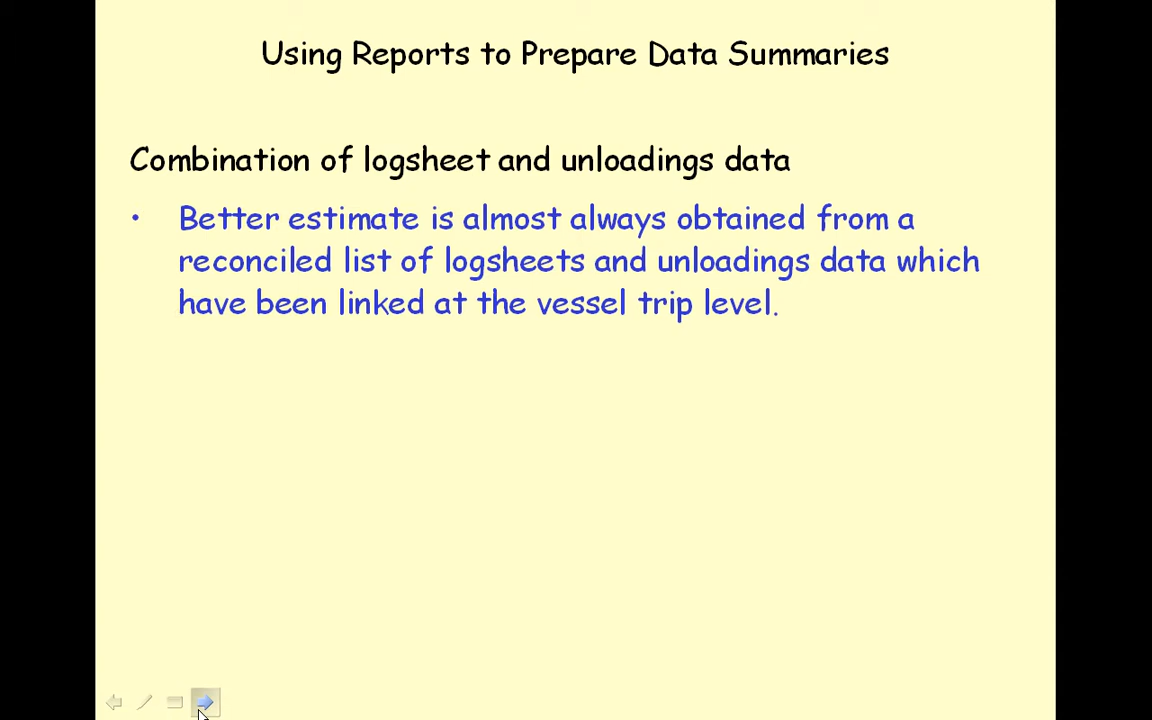 Using Reports to Prepare Data Summaries
Combination of logsheet and unloadings data
• Better estimate is almost always obtained from a
reconciled list of logsheets and unloadings data which
have been linked at the vessel trip level.